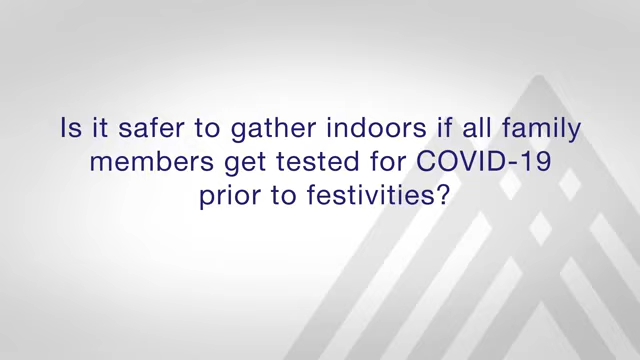 Is it safer to gather indoors if all family
members get tested for COVID-19
prior to festivities?